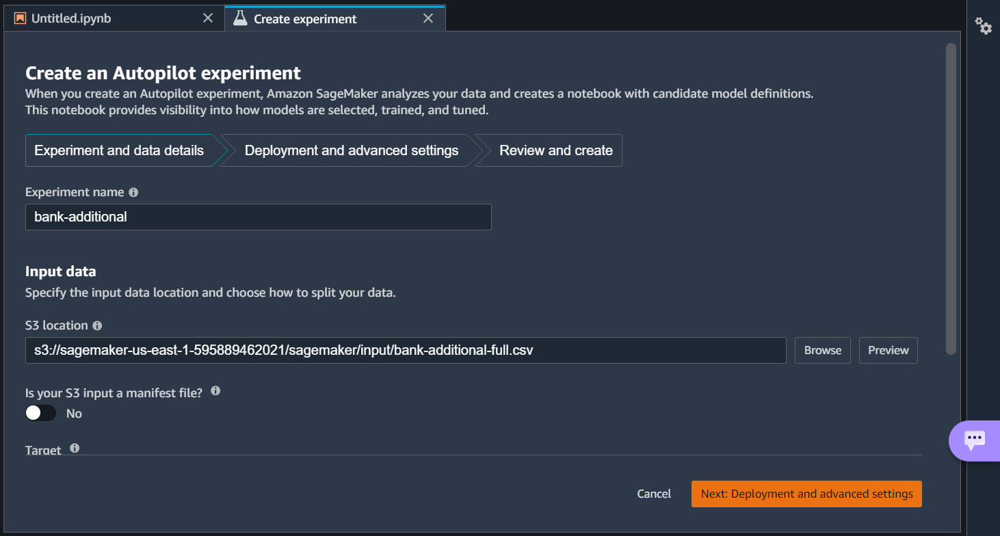 Untitled.ipynb
Create experiment
Create an Autopilot experiment
When you create an Autopilot experiment, Amazon SageMaker analyzes your data and creates a notebook with candidate model definitions.
This notebook provides visibility into how models are selected, trained, and tuned.
Experiment and data details
Deployment and advanced settings
Review and create
Experiment name
bank-additional
Input data
Specify the input data location and choose how to split your data.
S3 location
s3://sagemaker-us-east-1-595889462021/sagemaker/input/bank-additional-full.csv
Browse
Preview
Is your S3 input a manifest file?
No
Target
Cancel
Next: Deployment and advanced settings